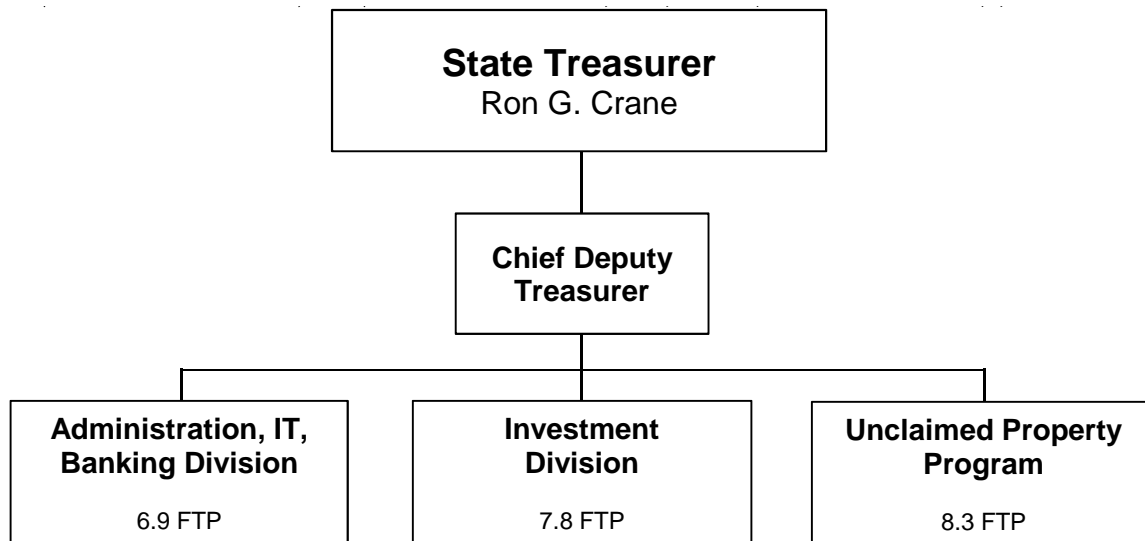 State Treasurer
Ron G. Crane
Chief Deputy
Treasurer
Administration, IT,
Banking Division
6.9 FTP
Investment
Division
7.8 FTP
Unclaimed Property
Program
8.3 FTP